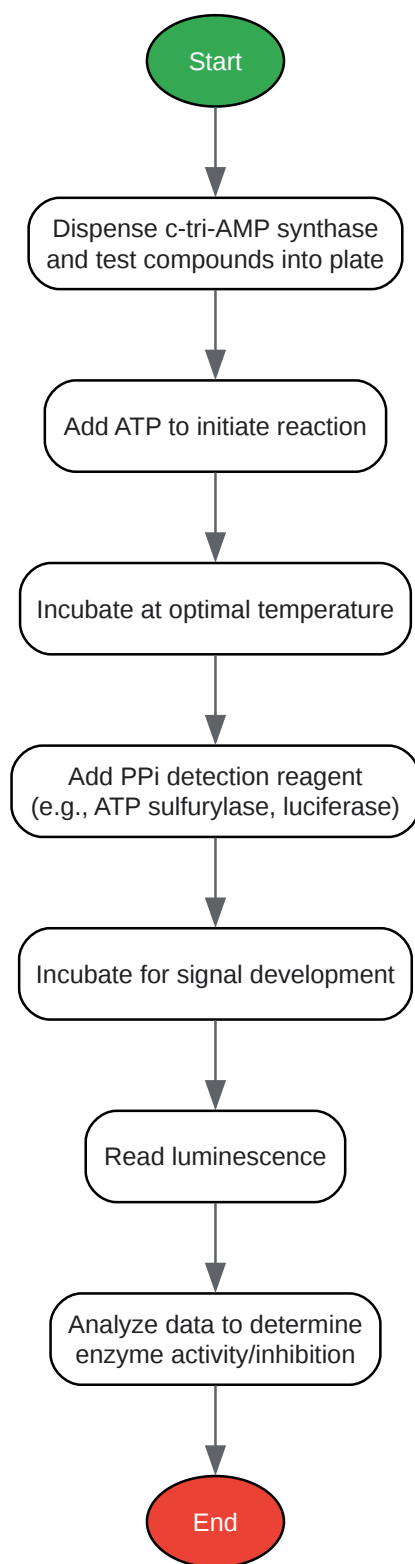 Start
Dispense c-tri-AMP synthase
and test compounds into plate
Add ATP to initiate reaction
Incubate at optimal temperature
Add PPi detection reagent
(e.g., ATP sulfurylase, luciferase)
Incubate for signal development
Read luminescence
Analyze data to determine
enzyme activity/inhibition
End